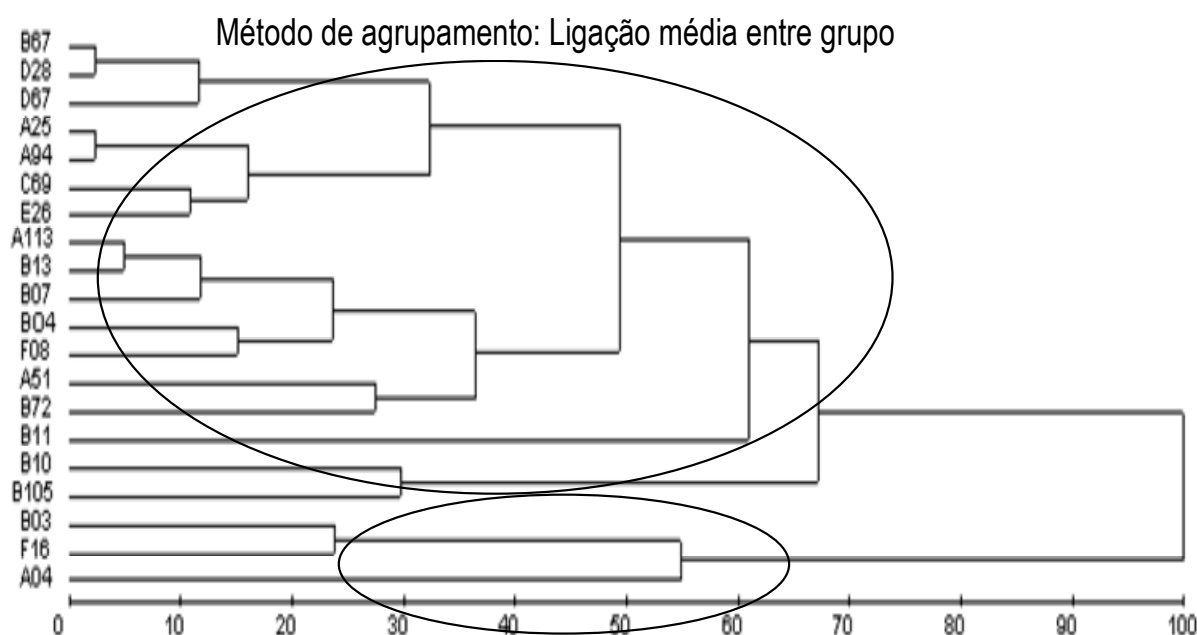 Método de agrupamento: Ligação média entre grupo
B67
D28
D67
A25
A94
C69
E26
A113
B13
B07
B04
F08
A51
B72
B11
B10
B105
B03
F16
A04
0 10 20 30 40 50 60 70 80 90 100